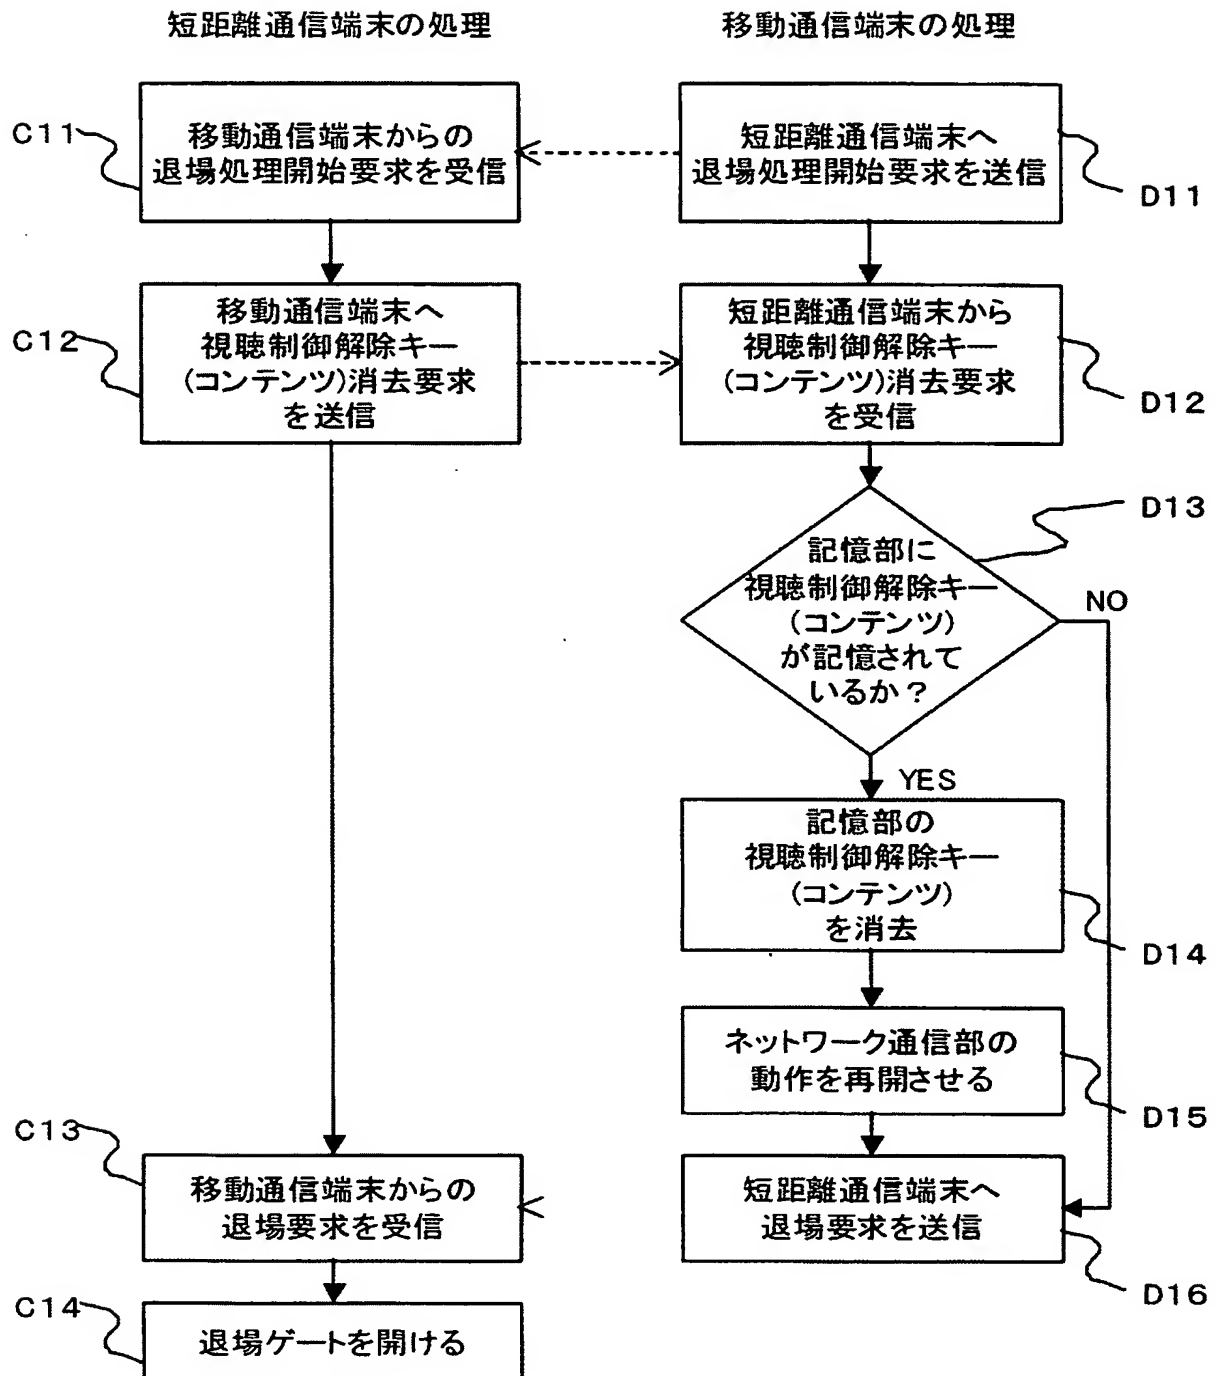 短距離通信端末の処理
移動通信端末の処理
C11
移動通信端末からの
退場処理開始要求を受信
短距離通信端末へ
退場処理開始要求を送信
D11
C12
移動通信端末へ
視聴制御解除キー
(コンテンツ)消去要求
を送信
短距離通信端末から
視聴制御解除キー
(コンテンツ)消去要求
を受信
D12
D13
記憶部に
視聴制御解除キー
(コンテンツ)
が記憶されて
いるか？
NO
YES
記憶部の
視聴制御解除キー
(コンテンツ)
を消去
D14
ネットワーク通信部の
動作を再開させる
D15
C13
移動通信端末からの
退場要求を受信
短距離通信端末へ
退場要求を送信
D16
C14
退場ゲートを開ける